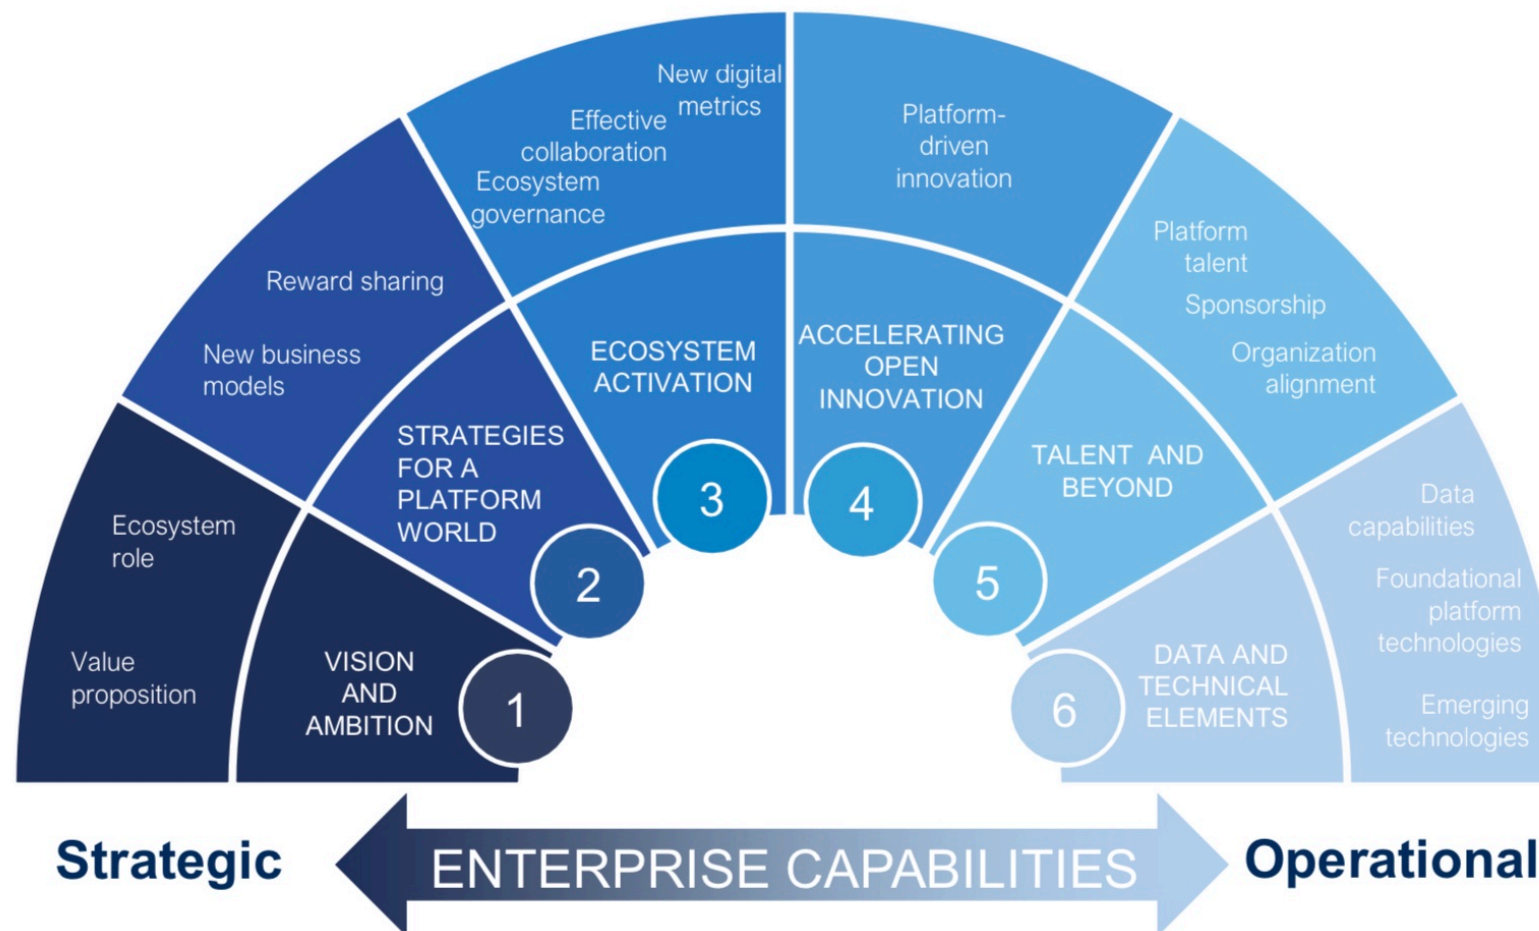 New digital
metrics
Effective
collaboration
Ecosystem
governance
Platform-
driven
innovation
Reward sharing
New business
models
Platform
talent
Sponsorship
Organization
alignment
ECOSYSTEM
ACTIVATION
ACCELERATING
OPEN
INNOVATION
STRATEGIES
FOR A
PLATFORM
WORLD
TALENT AND
BEYOND
Ecosystem
role
Value
proposition
VISION
AND
AMBITION
1
2
3
4
5
6
DATA AND
TECHNICAL
ELEMENTS
Data
capabilities
Foundational
platform
technologies
Emerging
technologies
Strategic
ENTERPRISE CAPABILITIES
Operational